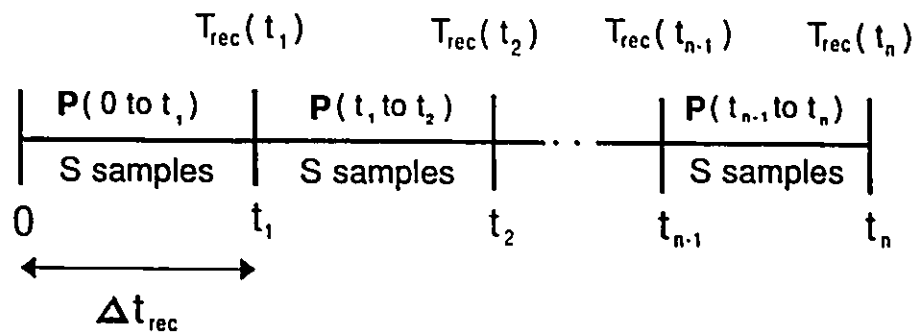 T_rec(t_1) T_rec(t_2) T_rec(t_n-1) T_rec(t_n)
P(0 to t_1) P(t_1 to t_2) P(t_n-1 to t_n)
S samples S samples S samples
0 t_1 t_2 t_n-1 t_n
Δt_rec